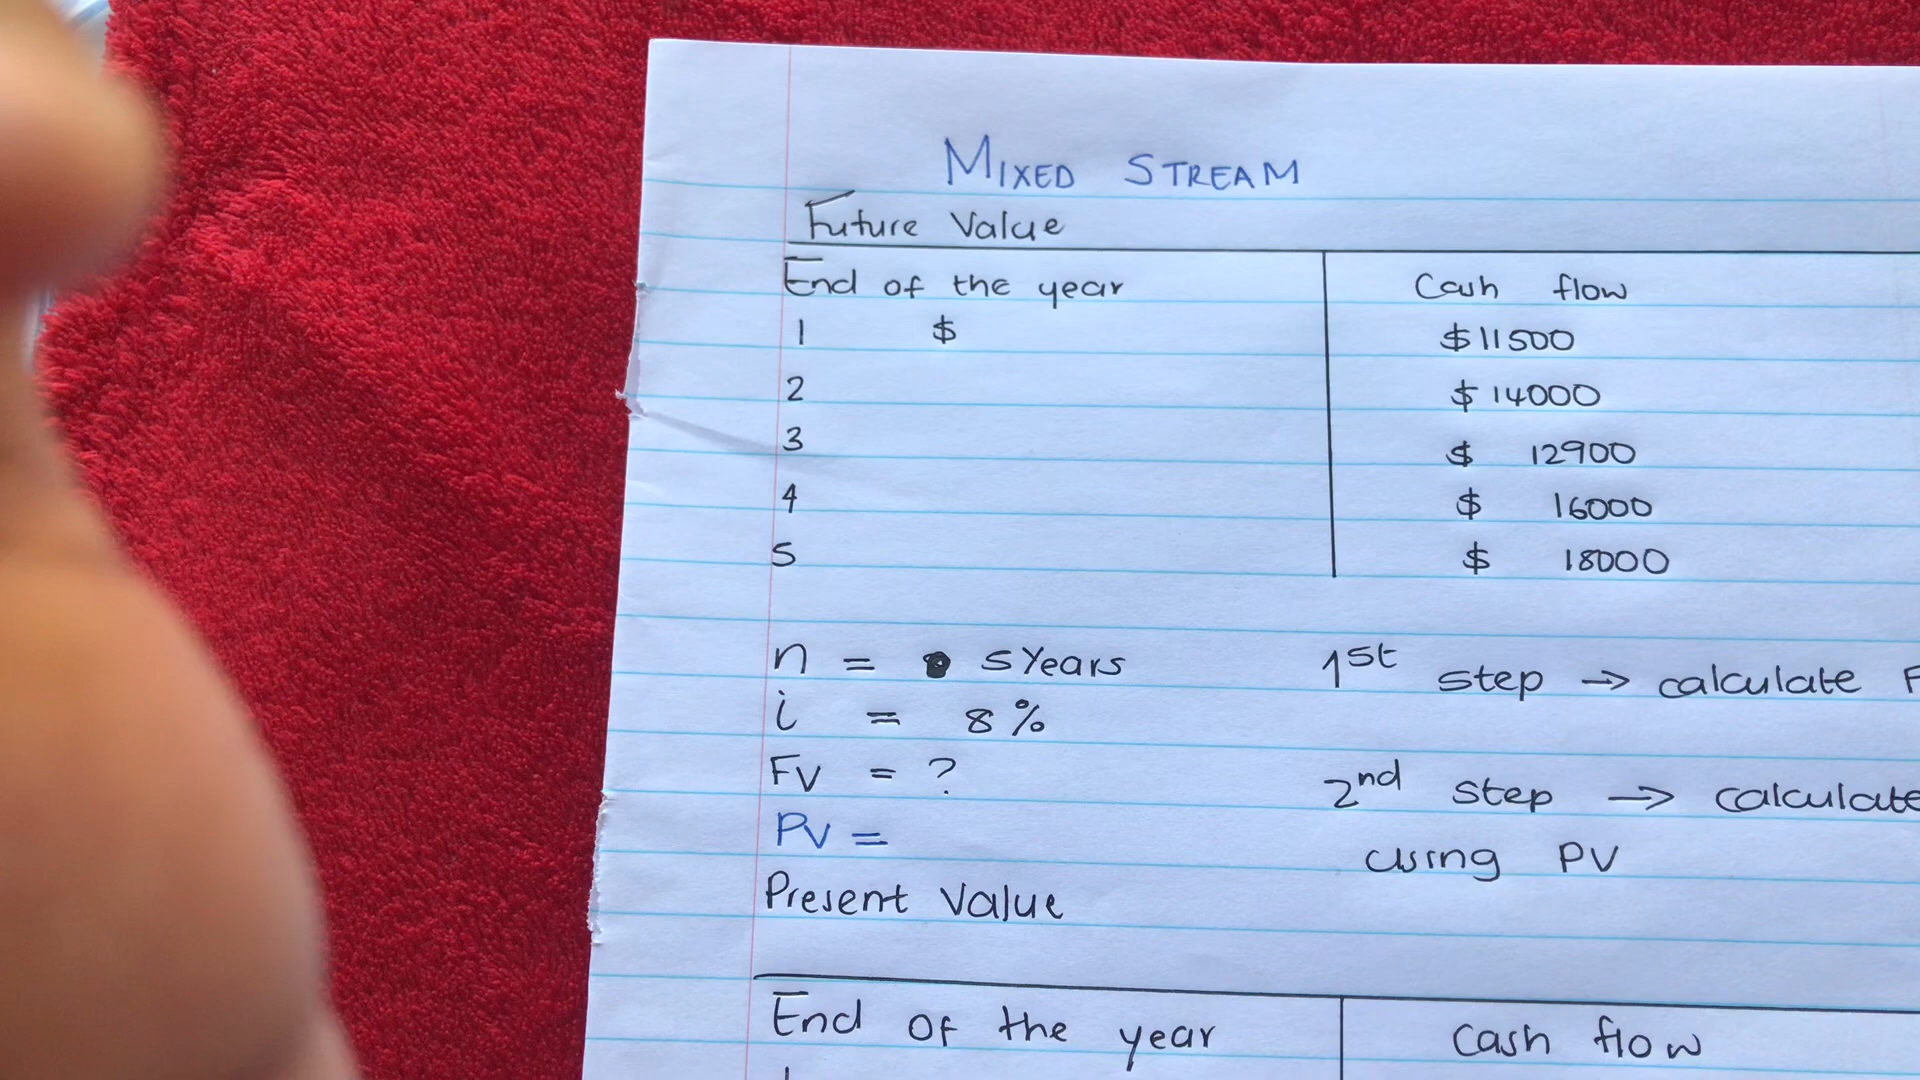 MIXED STREAM
Future Value
End of the year Cash flow
1 $ $11500
2 $ 14000
3 $ 12900
4 $ 16000
5 $ 18000
n = 5 Years 1st step → calculate
i = 8%
FV = ? 2nd step → calculate
PV = using PV
Present Value
End of the year Cash flow